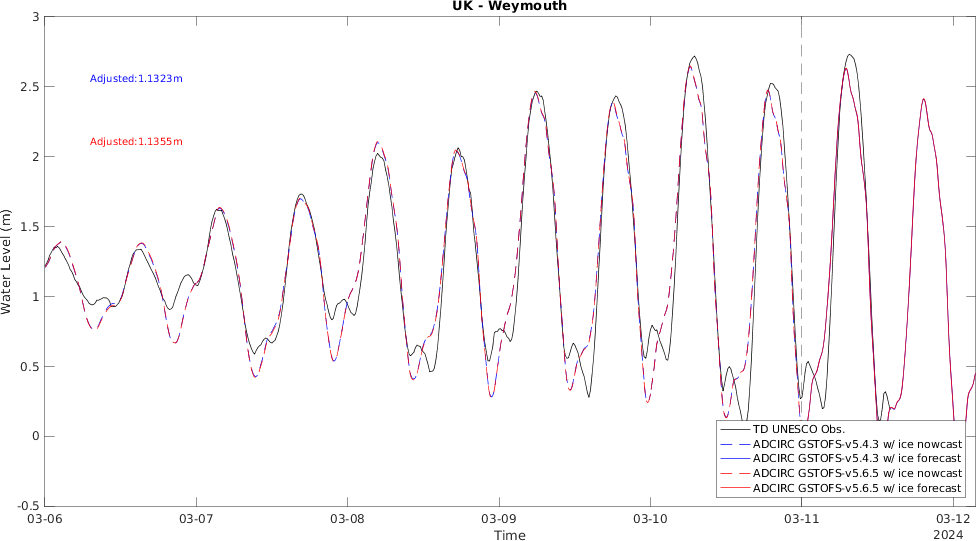 UK - Weymouth
3
2.5
2
1.5
1
0.5
0
-0.5
Water Level (m)
Adjusted:1.1323m
Adjusted:1.1355m
TD UNESCO Obs.
ADCIRC GSTOFS-v5.4.3 w/ ice nowcast
ADCIRC GSTOFS-v5.4.3 w/ ice forecast
ADCIRC GSTOFS-v5.6.5 w/ ice nowcast
ADCIRC GSTOFS-v5.6.5 w/ ice forecast
03-06 03-07 03-08 03-09 03-10 03-11 03-12
Time
2024